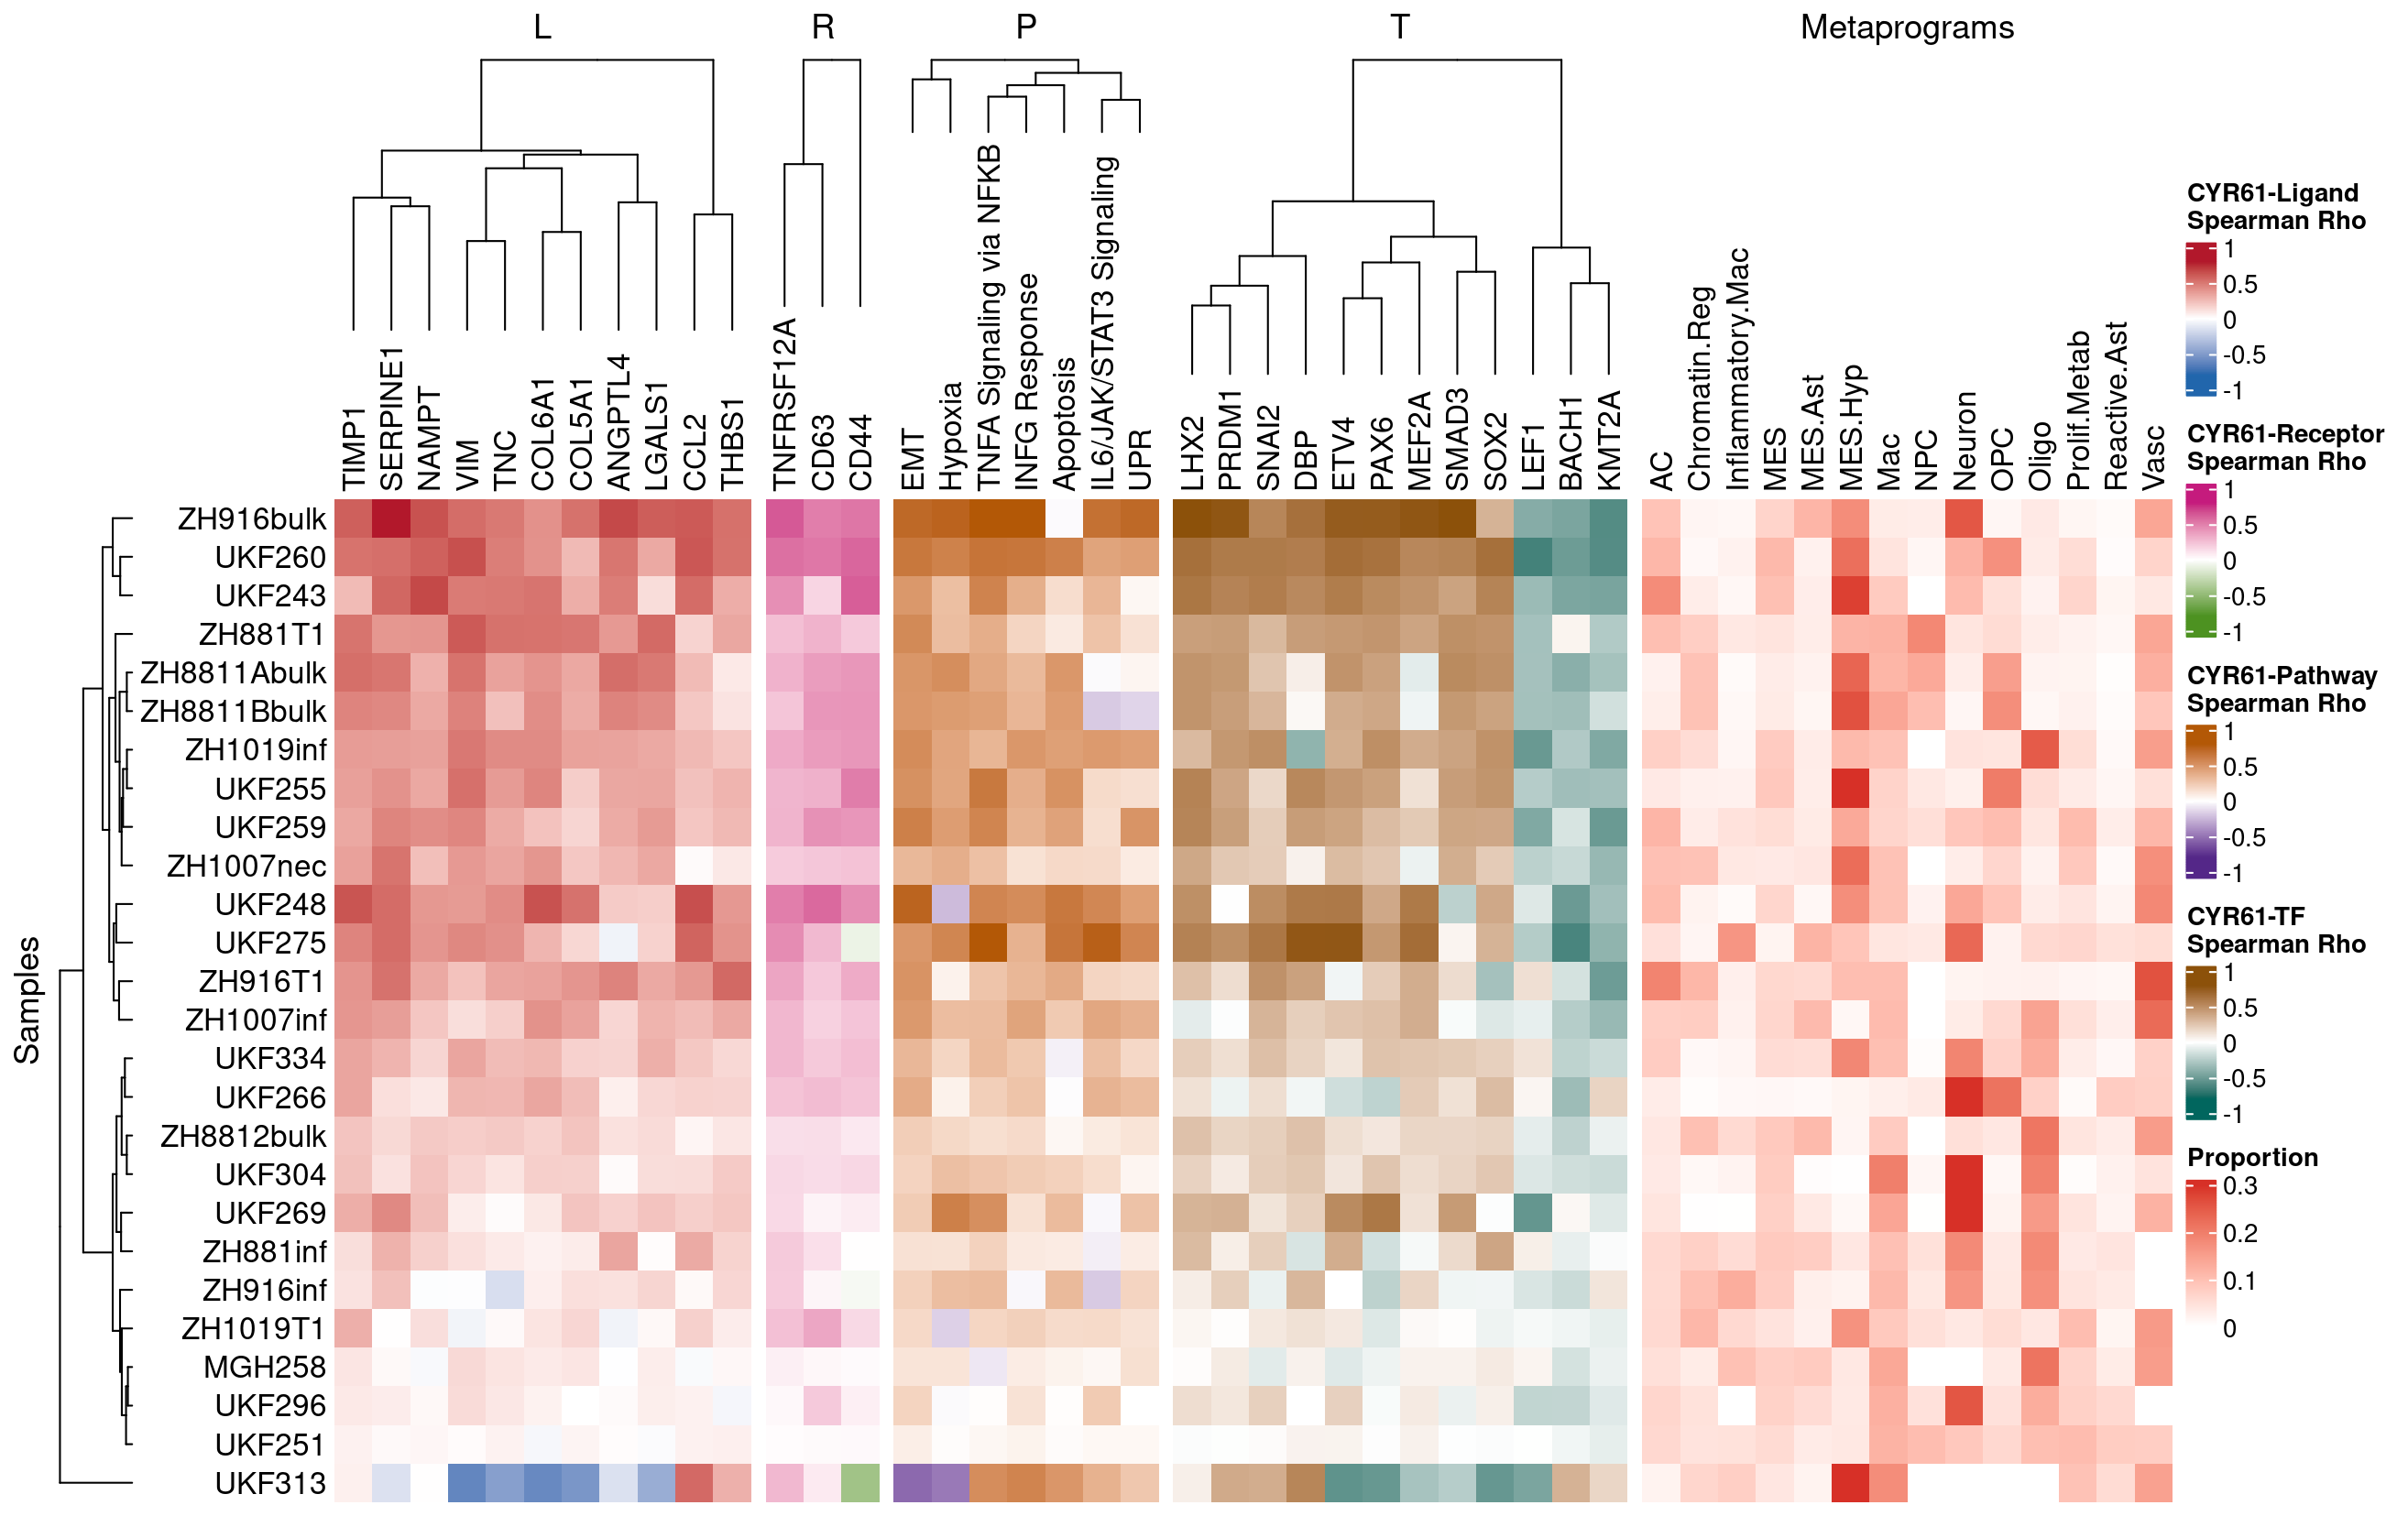 L
R
P
T
Metaprograms
TIMP1
SERPINE1
NAMPT
VIM
TNC
COL6A1
COL5A1
ANGPTL4
LGALS1
CCL2
THBS1
TNFRSF12A
CD63
CD44
EMT
Hypoxia
TNFA Signaling via NFKB
INFG Response
Apoptosis
IL6/JAK/STAT3 Signaling
UPR
LHX2
PRDM1
SNAI2
DBP
ETV4
PAX6
MEF2A
SMAD3
SOX2
LEF1
BACH1
KMT2A
AC
Chromatin.Reg
Inflammatory.Mac
MES
MES.Ast
MES.Hyp
Mac
NPC
Neuron
OPC
Oligo
Prolif.Metab
Reactive.Ast
Vasc
Samples
ZH916bulk
UKF260
UKF243
ZH881T1
ZH8811Abulk
ZH8811Bbulk
ZH1019inf
UKF255
UKF259
ZH1007nec
UKF248
UKF275
ZH916T1
ZH1007inf
UKF334
UKF266
ZH8812bulk
UKF304
UKF269
ZH881inf
ZH916inf
ZH1019T1
MGH258
UKF296
UKF251
UKF313
CYR61-Ligand
Spearman Rho
1
0.5
0
-0.5
-1
CYR61-Receptor
Spearman Rho
1
0.5
0
-0.5
-1
CYR61-Pathway
Spearman Rho
1
0.5
0
-0.5
-1
CYR61-TF
Spearman Rho
1
0.5
0
-0.5
-1
Proportion
0.3
0.2
0.1
0